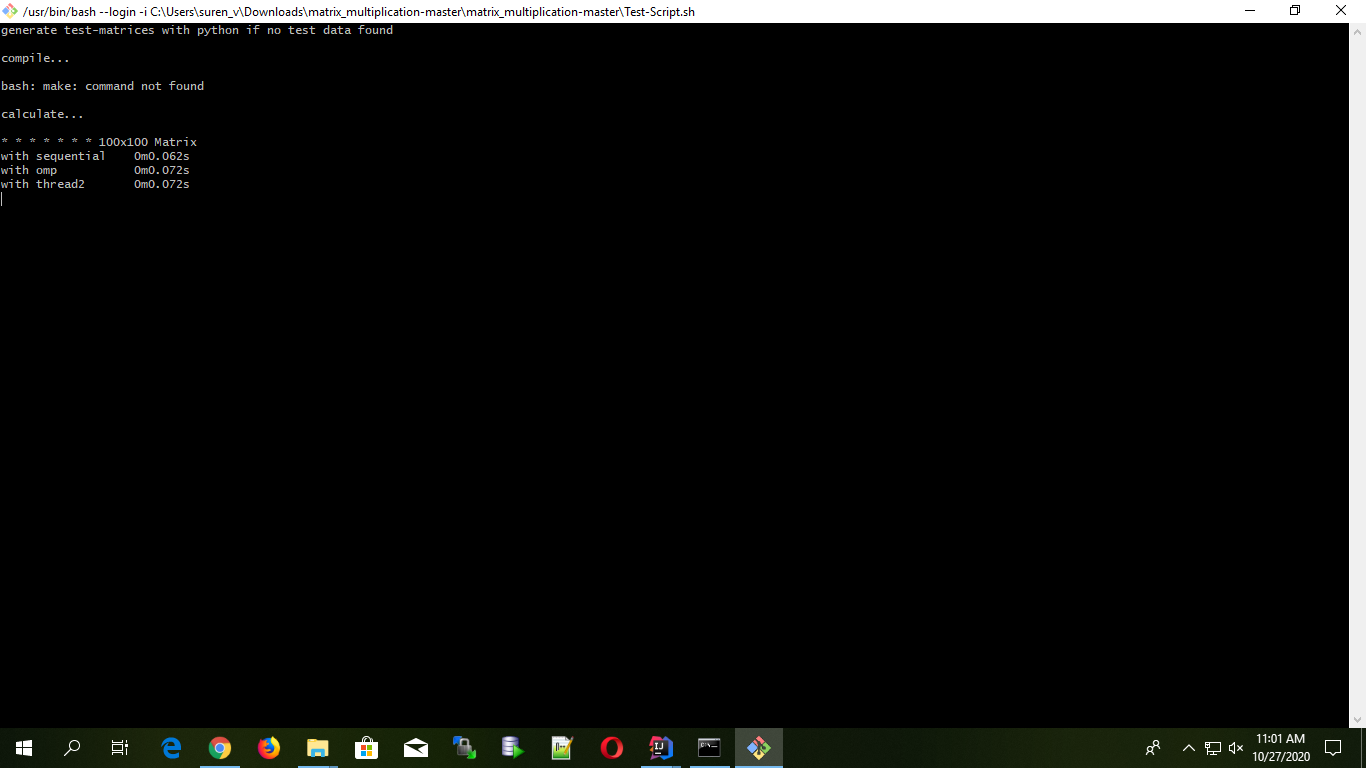 /usr/bin/bash --login -i C:\Users\suren_v\Downloads\matrix_multiplication-master\matrix_multiplication-master\Test-Script.sh
generate test-matrices with python if no test data found
compile...
bash: make: command not found
calculate...
* * * * * * * 100x100 Matrix
with sequential    0m0.062s
with omp           0m0.072s
with thread2       0m0.072s
11:01 AM
10/27/2020